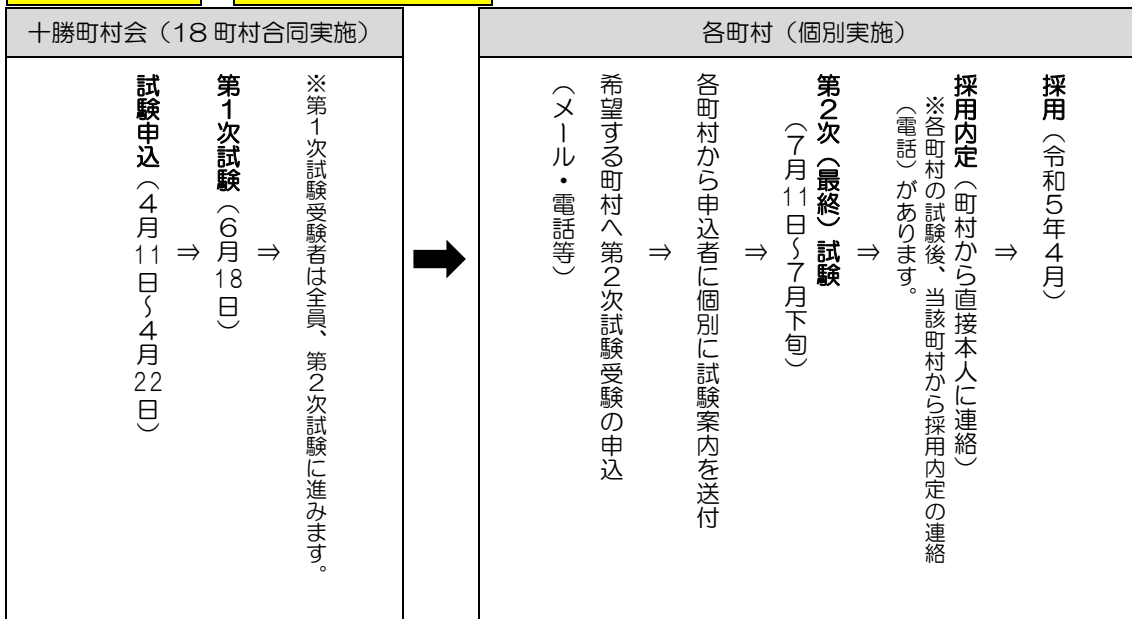 十勝町村会（18町村合同実施）
試験申込（4月11日～4月22日）
⇒
第1次試験（6月18日）
⇒
※第1次試験受験者は全員、第2次試験に進みます。
各町村（個別実施）
希望する町村へ第2次試験受験の申込
（メール・電話等）
⇒
各町村から申込者に個別に試験案内を送付
⇒
第2次（最終）試験
（7月11日～7月下旬）
⇒
採用内定（町村から直接本人に連絡）
※各町村の試験後、当該町村から採用内定の連絡
（電話）があります。
⇒
採用（令和5年4月）